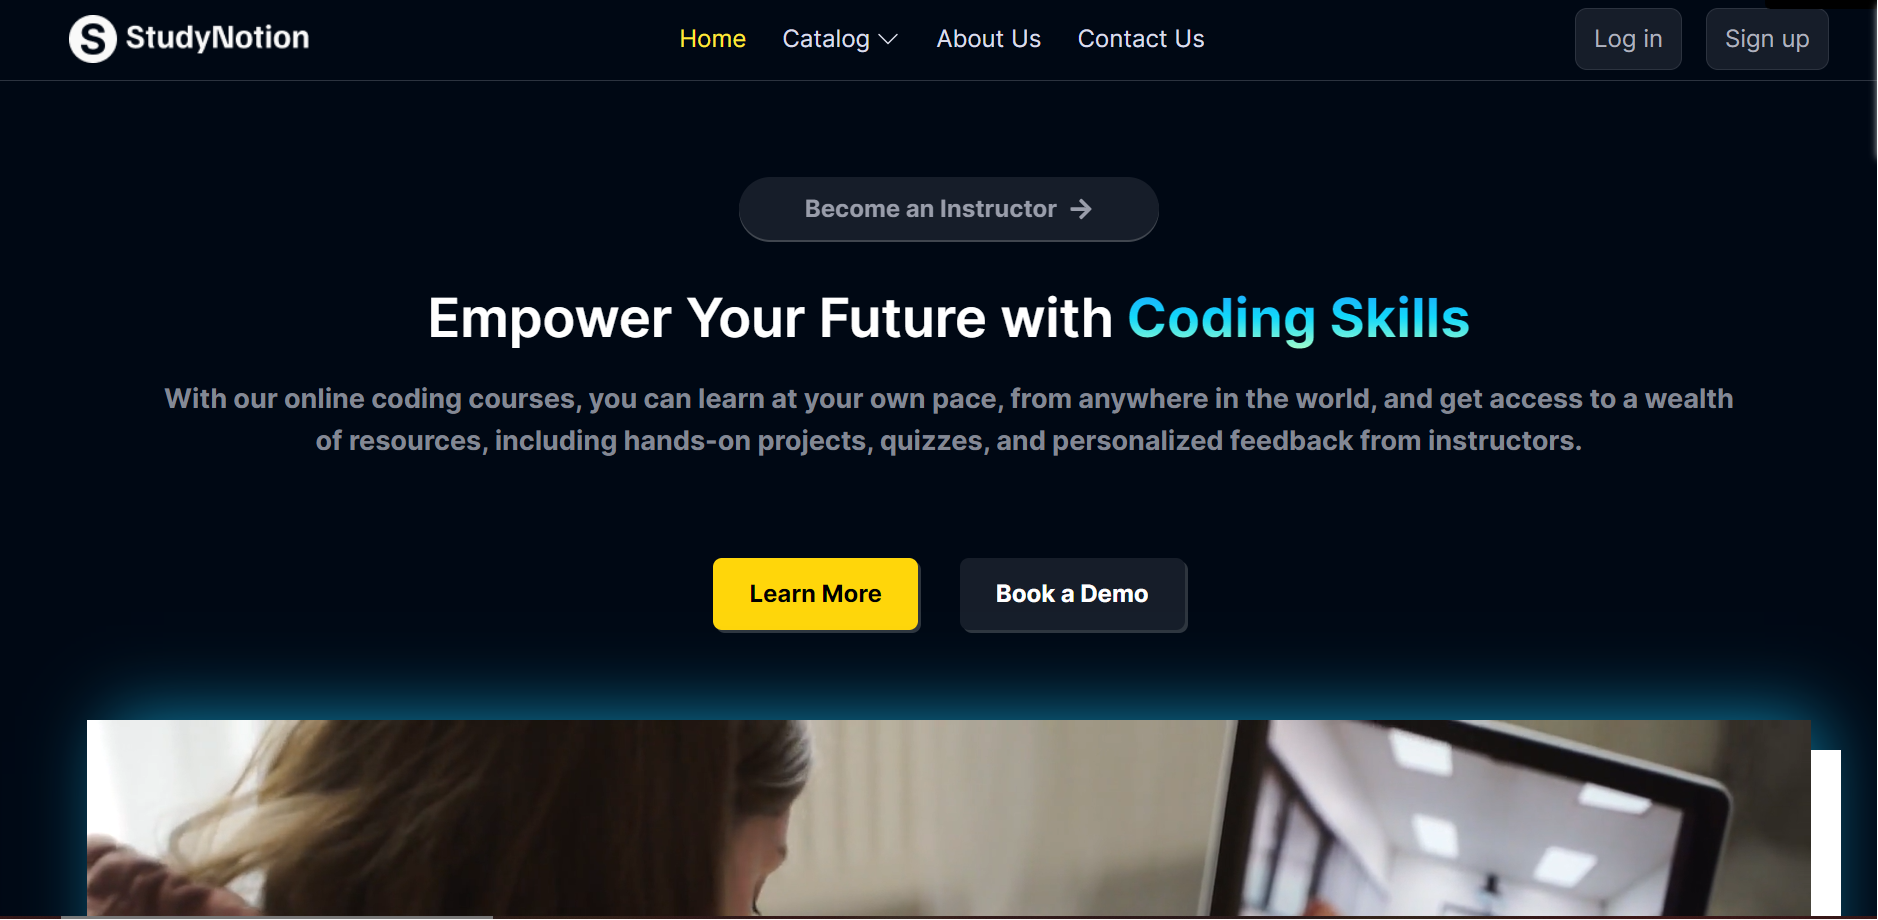 S StudyNotion
Home Catalog About Us Contact Us
Log in Sign up
Become an Instructor →
Empower Your Future with Coding Skills
With our online coding courses, you can learn at your own pace, from anywhere in the world, and get access to a wealth
of resources, including hands-on projects, quizzes, and personalized feedback from instructors.
Learn More Book a Demo